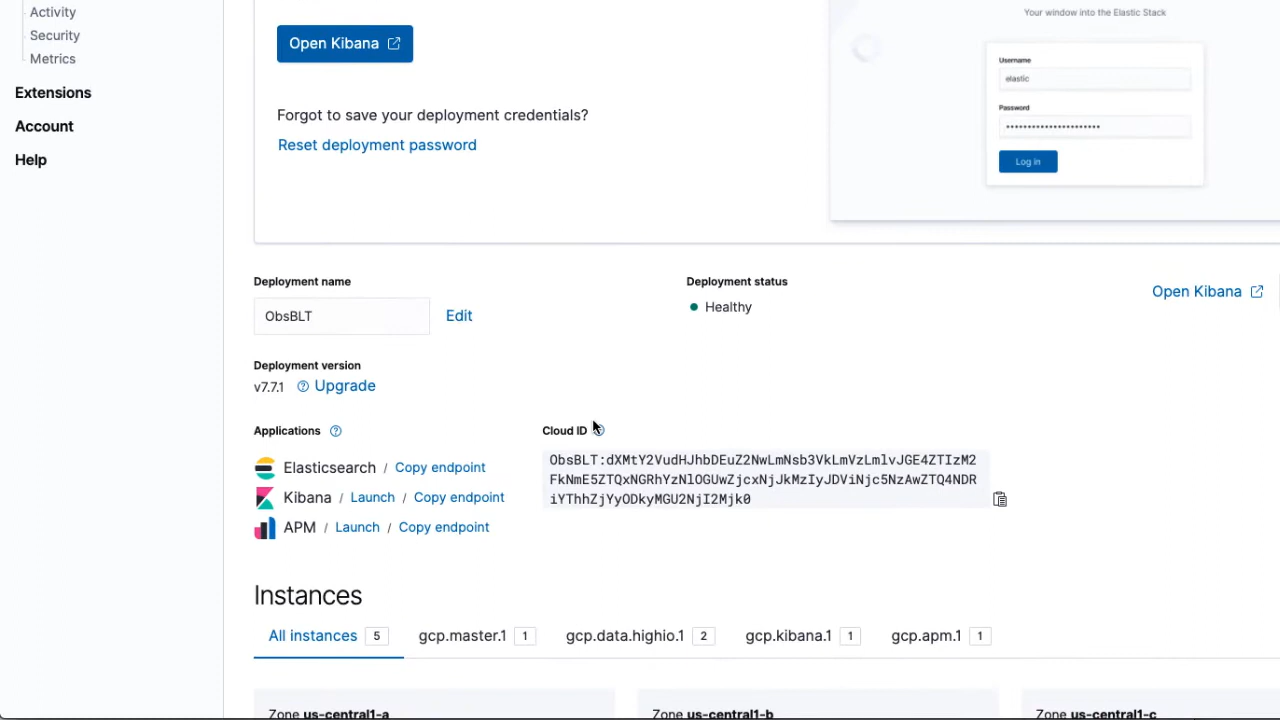 Activity
Security
Metrics
Extensions
Account
Help
Open Kibana
Forgot to save your deployment credentials?
Reset deployment password
Your window into the Elastic Stack
Username
elastic
Password
••••••••••••••••••••••
Log in
Deployment name
ObsBLT
Edit
Deployment status
Healthy
Open Kibana
Deployment version
v7.7.1 Upgrade
Applications
Elasticsearch / Copy endpoint
Kibana / Launch / Copy endpoint
APM / Launch / Copy endpoint
Cloud ID
ObsBLT:dXMtY2VudHJhbDEuZ2NwLmNsb3VkLmVzLmlvJGE4ZTIzM2
FkNmE5ZTQxNGRhYzNlOGUwZjcxNjJkMzIyJDViNjc5NzAwZTQ4NDR
iYThhZjYyODkyMGU2NjI2Mjk0
Instances
All instances 5
gcp.master.1 1
gcp.data.highio.1 2
gcp.kibana.1 1
gcp.apm.1 1
Zone us-central1-a
Zone us-central1-b
Zone us-central1-c